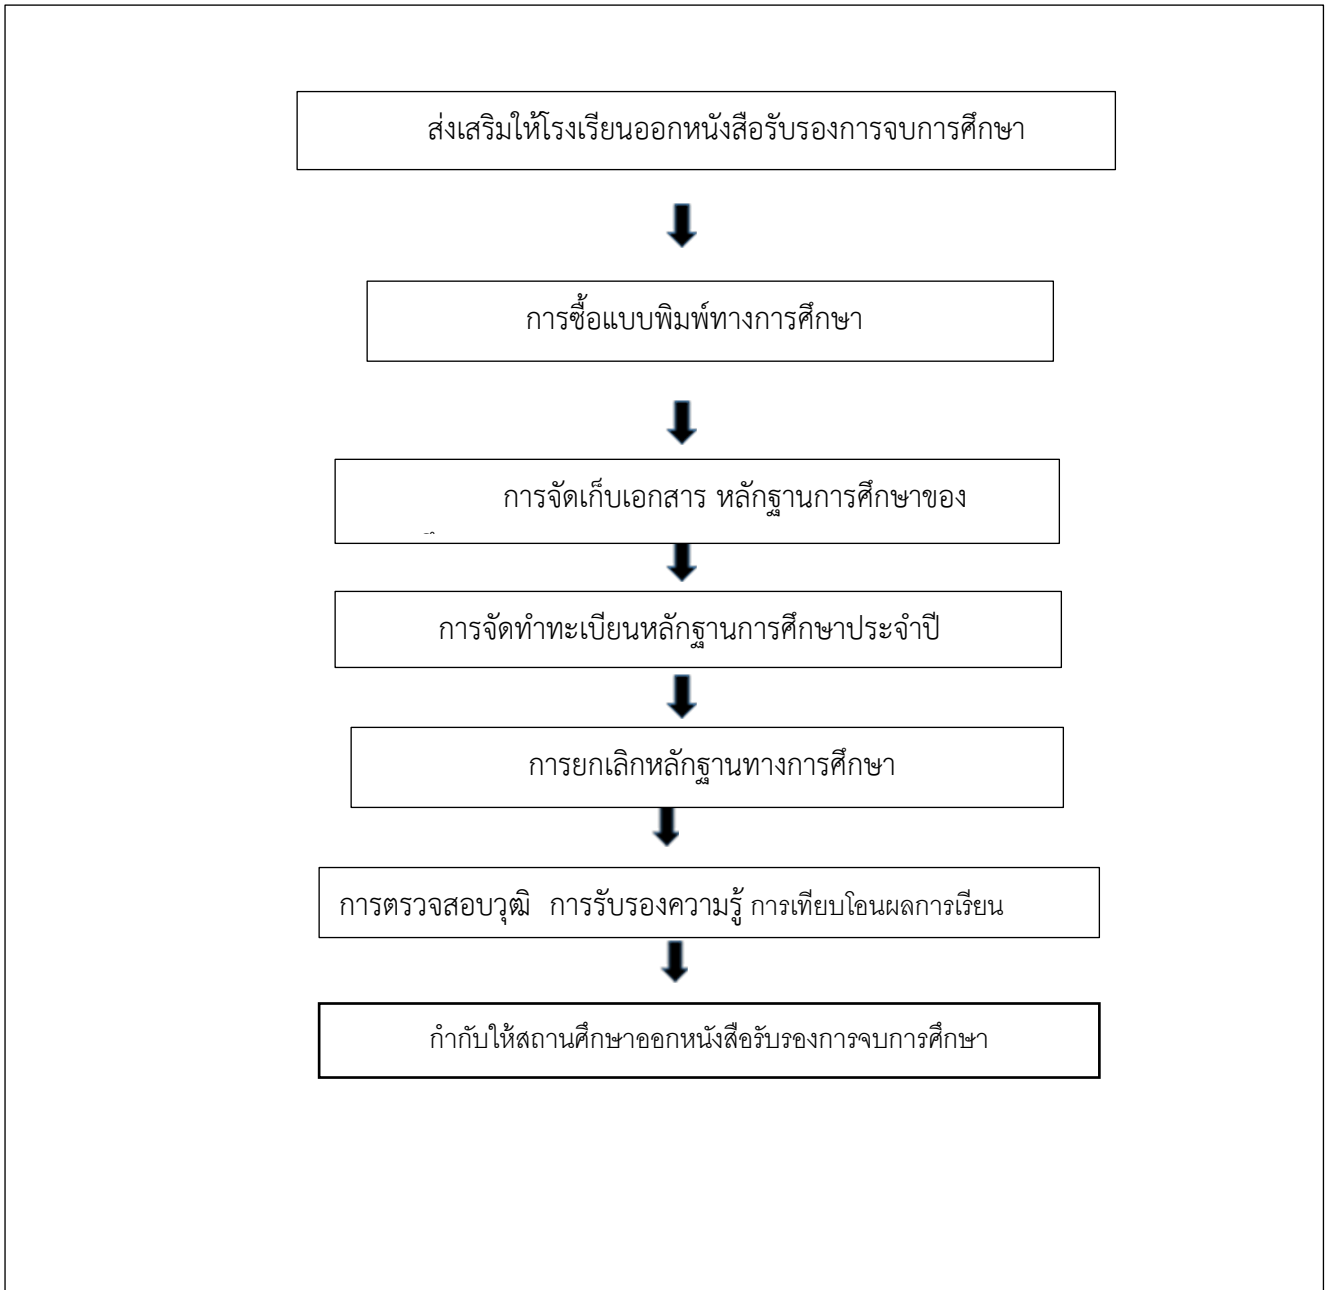 ส่งเสริมให้โรงเรียนออกหนังสือรับรองการจบการศึกษา
การซื้อแบบพิมพ์ทางการศึกษา
การจัดเก็บเอกสาร หลักฐานการศึกษาของ
การจัดทำทะเบียนหลักฐานการศึกษาประจำปี
การยกเลิกหลักฐานทางการศึกษา
การตรวจสอบวุฒิ การรับรองความรู้ การเทียบโอนผลการเรียน
กำกับให้สถานศึกษาออกหนังสือรับรองการจบการศึกษา